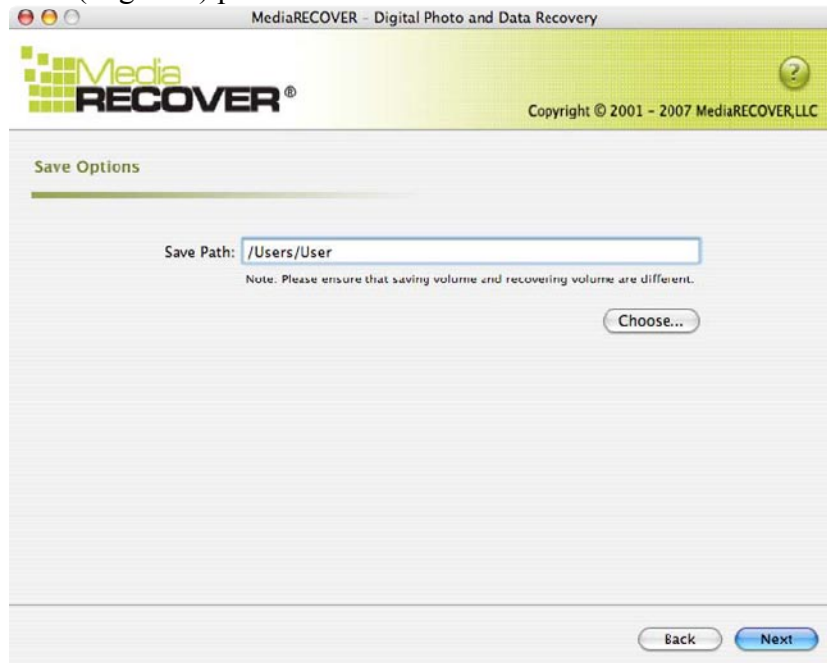 MediaRECOVER - Digital Photo and Data Recovery
Media
RECOVER®
?
Copyright © 2001 - 2007 MediaRECOVER,LLC
Save Options
Save Path: /Users/User
Note: Please ensure that saving volume and recovering volume are different.
Choose...
Back Next